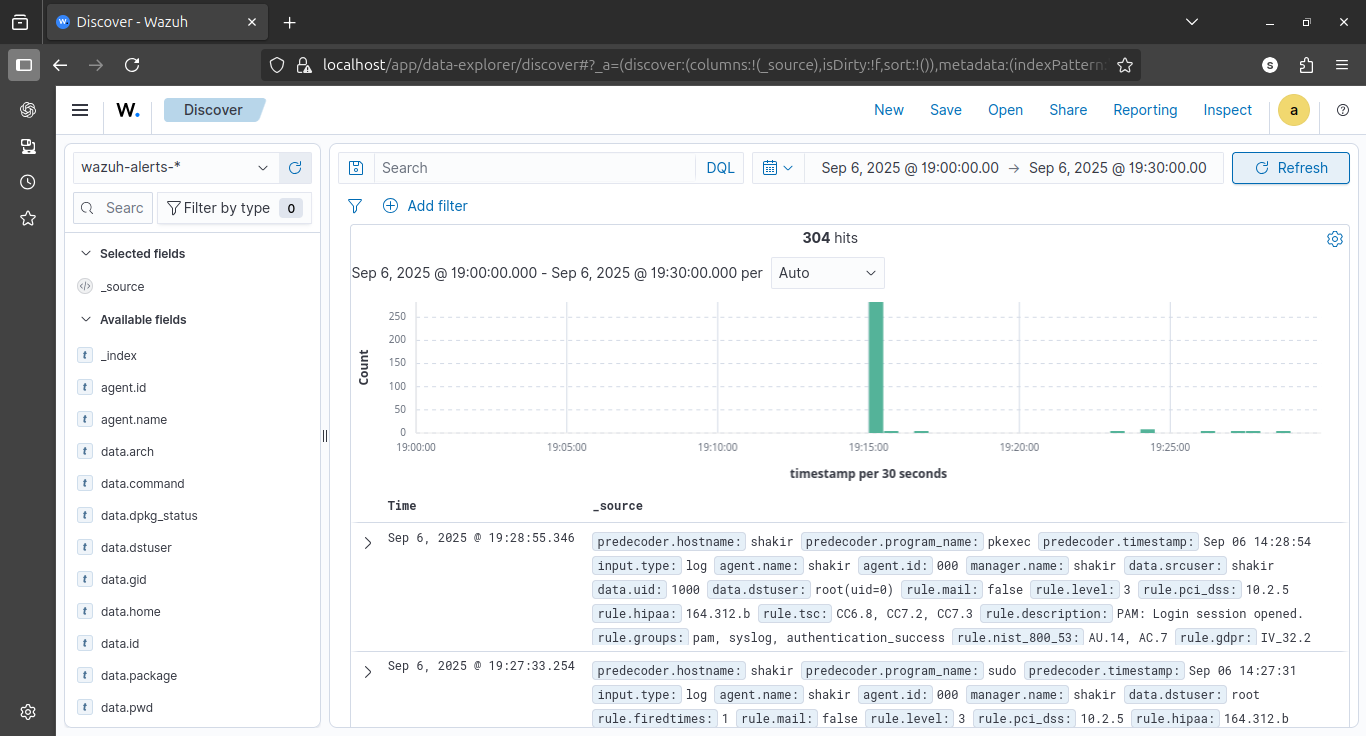 Discover - Wazuh
localhost/app/data-explorer/discover#?_a=(discover:(columns:!(_source),isDirty:!f,sort:!()),metadata:(indexPattern:
S
W.
Discover
New Save Open Share Reporting Inspect
a
wazuh-alerts-*
Search
DQL
Sep 6, 2025 @ 19:00:00.00 → Sep 6, 2025 @ 19:30:00.00
Refresh
Searc
Filter by type 0
Add filter
Selected fields
_source
Available fields
t _index
t agent.id
t agent.name
t data.arch
t data.command
t data.dpkg_status
t data.dstuser
t data.gid
t data.home
t data.id
t data.package
t data.pwd
304 hits
Sep 6, 2025 @ 19:00:00.000 - Sep 6, 2025 @ 19:30:00.000 per Auto
Count
250
200
150
100
50
0
19:00:00 19:05:00 19:10:00 19:15:00 19:20:00 19:25:00
timestamp per 30 seconds
Time _source
Sep 6, 2025 @ 19:28:55.346
predecoder.hostname: shakir predecoder.program_name: pkexec predecoder.timestamp: Sep 06 14:28:54
input.type: log agent.name: shakir agent.id: 000 manager.name: shakir data.srcuser: shakir
data.uid: 1000 data.dstuser: root(uid=0) rule.mail: false rule.level: 3 rule.pci_dss: 10.2.5
rule.hipaa: 164.312.b rule.tsc: CC6.8, CC7.2, CC7.3 rule.description: PAM: Login session opened.
rule.groups: pam, syslog, authentication_success rule.nist_800_53: AU.14, AC.7 rule.gdpr: IV_32.2
Sep 6, 2025 @ 19:27:33.254
predecoder.hostname: shakir predecoder.program_name: sudo predecoder.timestamp: Sep 06 14:27:31
input.type: log agent.name: shakir agent.id: 000 manager.name: shakir data.dstuser: root
rule.firedtimes: 1 rule.mail: false rule.level: 3 rule.pci_dss: 10.2.5 rule.hipaa: 164.312.b